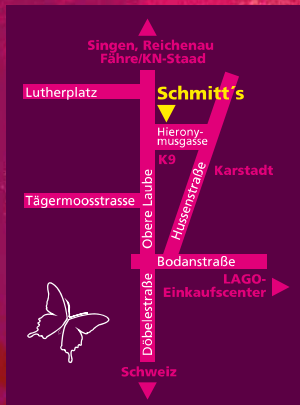 Singen, Reichenau
Fähre/KN-Staad
Lutherplatz
Schmitt´s
Hierony-
musgasse
K9
Karstadt
Hussenstraße
Tägermoosstrasse
Obere Laube
Bodanstraße
LAGO-
Einkaufscenter
Döbelestraße
Schweiz